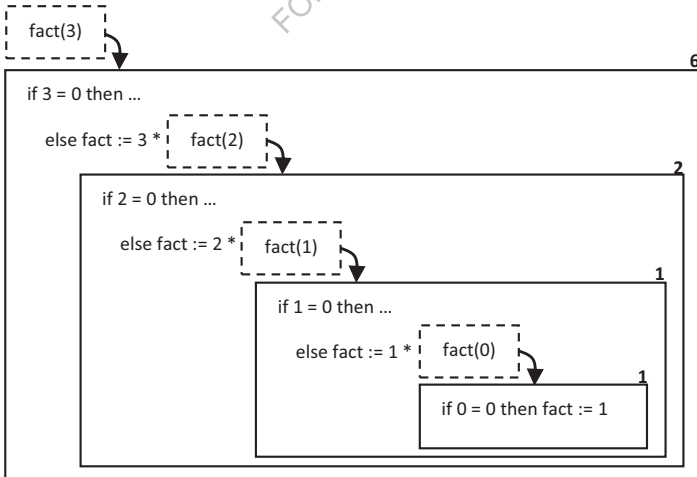 fact(3)
6
if 3 = 0 then ...
else fact := 3 * fact(2)
2
if 2 = 0 then ...
else fact := 2 * fact(1)
1
if 1 = 0 then ...
else fact := 1 * fact(0)
1
if 0 = 0 then fact := 1